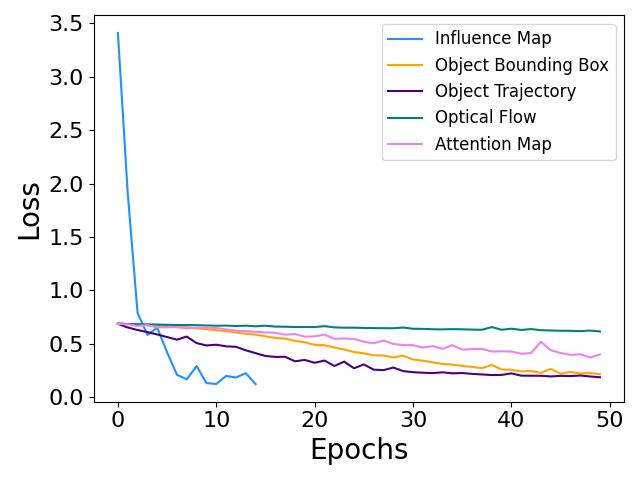 3.5
3.0
2.5
2.0
1.5
1.0
0.5
0.0
Loss
Influence Map
Object Bounding Box
Object Trajectory
Optical Flow
Attention Map
0 10 20 30 40 50
Epochs